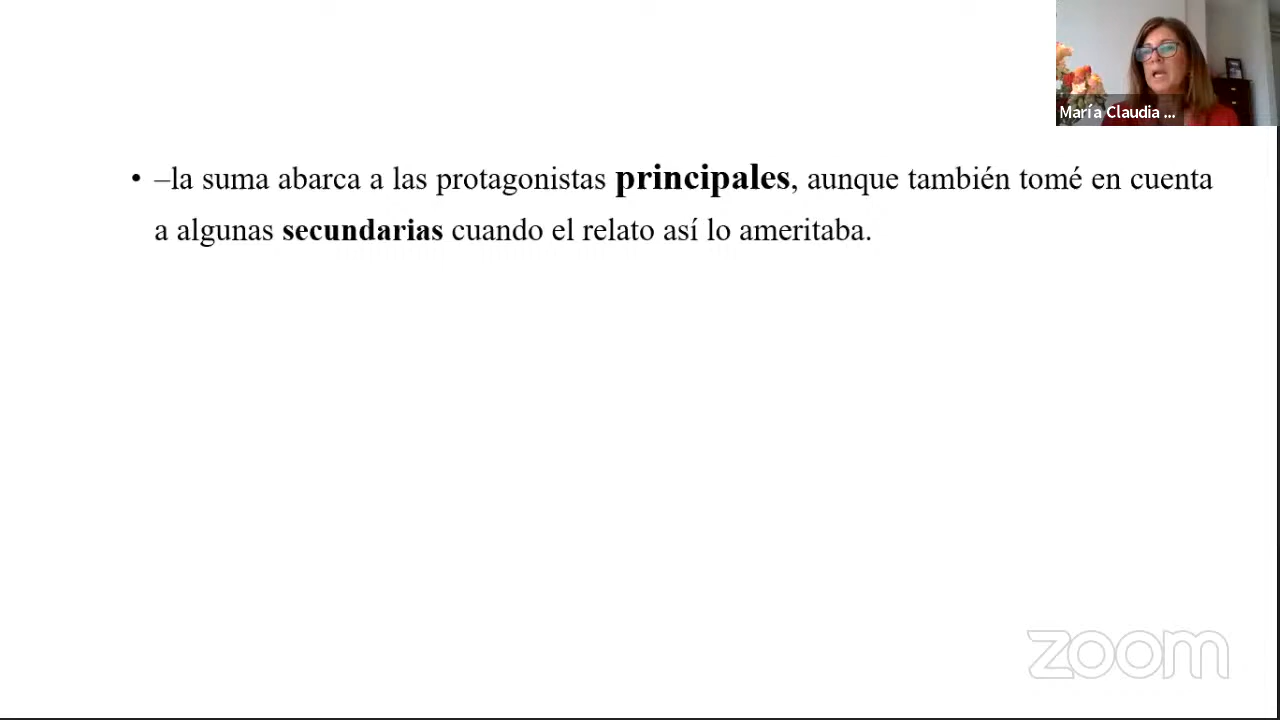 María Claudia ...
• –la suma abarca a las protagonistas principales, aunque también tomé en cuenta
a algunas secundarias cuando el relato así lo ameritaba.
zoom